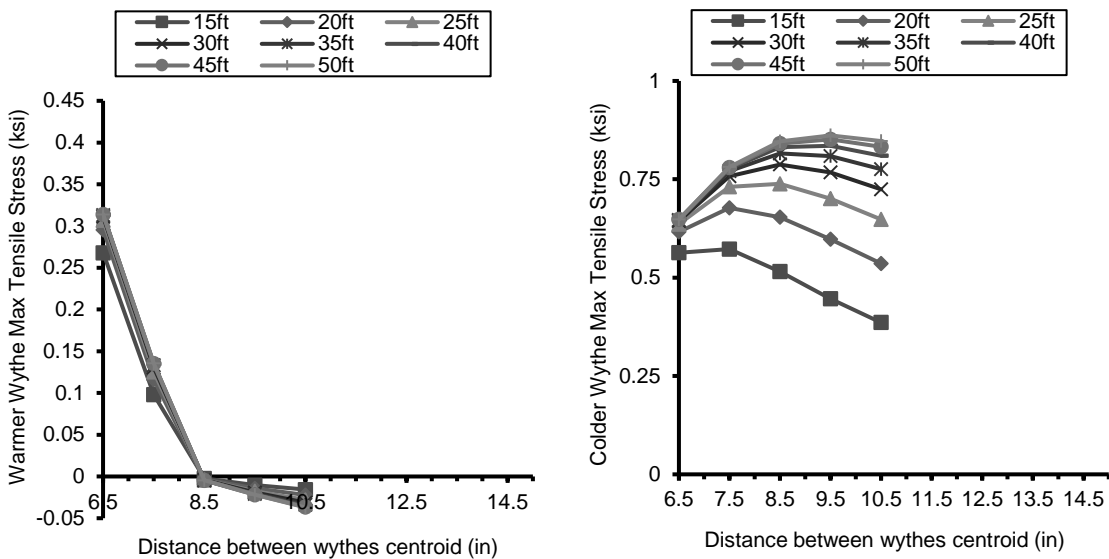 15ft 20ft 25ft
30ft 35ft 40ft
45ft 50ft
Warmer Wythe Max Tensile Stress (ksi)
0.45
0.4
0.35
0.3
0.25
0.2
0.15
0.1
0.05
0
-0.05
6.5 8.5 10.5 12.5 14.5
Distance between wythes centroid (in)
15ft 20ft 25ft
30ft 35ft 40ft
45ft 50ft
Colder Wythe Max Tensile Stress (ksi)
1
0.75
0.5
0.25
0
6.5 7.5 8.5 9.5 10.5 11.5 12.5 13.5 14.5
Distance between wythes centroid (in)